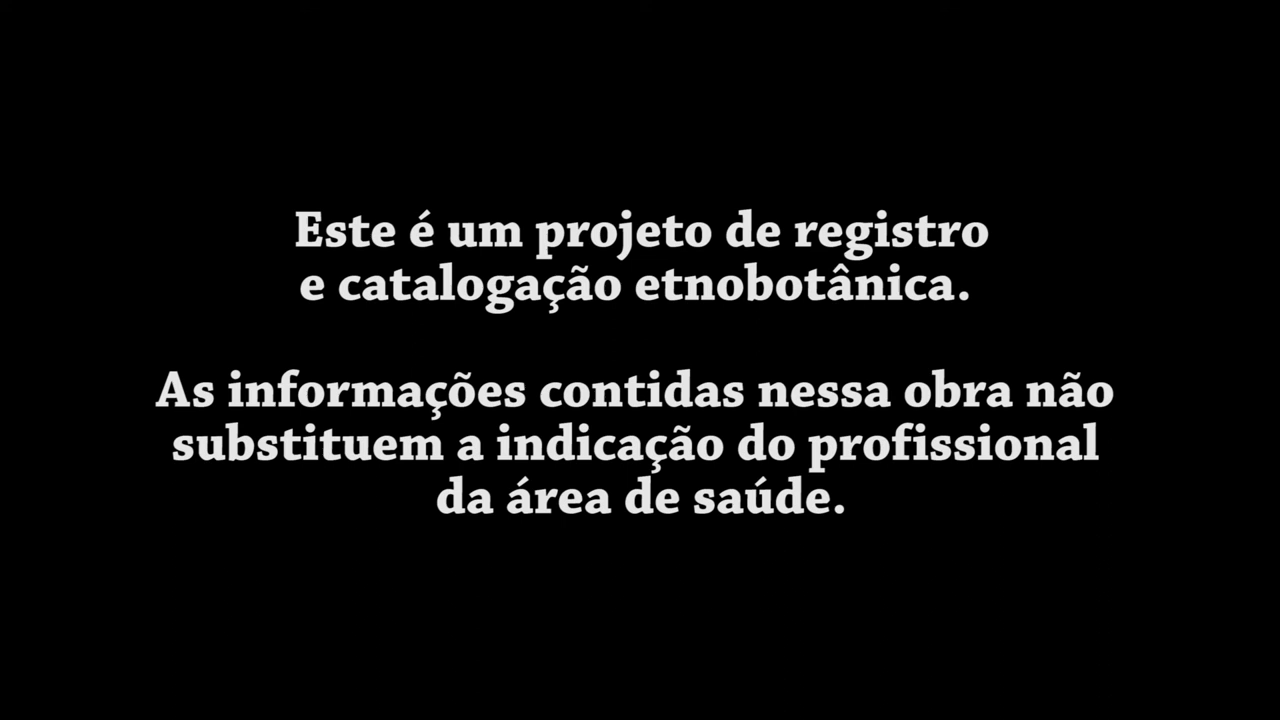 Este é um projeto de registro
e catalogação etnobotânica.
As informações contidas nessa obra não
substituem a indicação do profissional
da área de saúde.